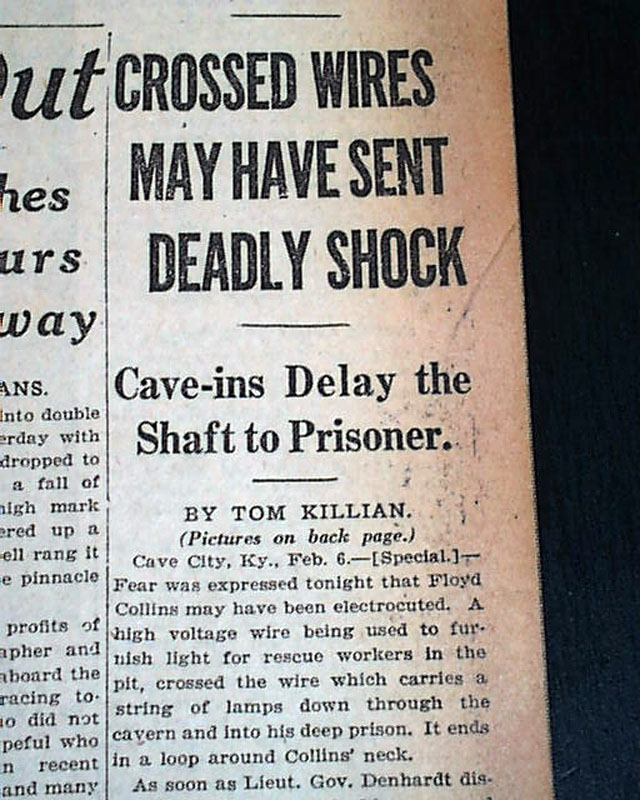 ut
hes
urs
way
ANS.
into double
erday with
dropped to
a fall of
high mark
ered up a
ell rang it
e pinnacle
profits of
apher and
aboard the
racing to-
o did not
peful who
n recent
and many
CROSSED WIRES
MAY HAVE SENT
DEADLY SHOCK
Cave-ins Delay the
Shaft to Prisoner.
BY TOM KILLIAN.
(Pictures on back page.)
Cave City, Ky., Feb. 6.—[Special.]—
Fear was expressed tonight that Floyd
Collins may have been electrocuted. A
high voltage wire being used to fur-
nish light for rescue workers in the
pit, crossed the wire which carries a
string of lamps down through the
cavern and into his deep prison. It ends
in a loop around Collins' neck.
As soon as Lieut. Gov. Denhardt dis-